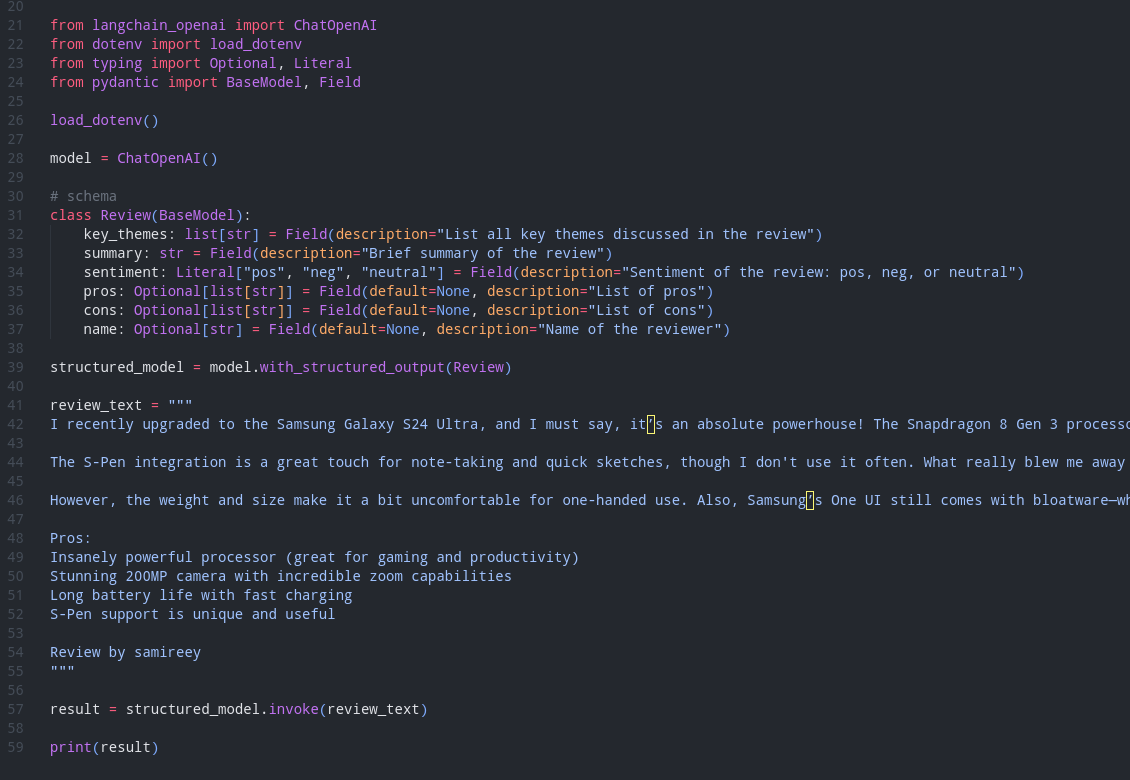 20
21 from langchain_openai import ChatOpenAI
22 from dotenv import load_dotenv
23 from typing import Optional, Literal
24 from pydantic import BaseModel, Field
25
26 load_dotenv()
27
28 model = ChatOpenAI()
29
30 # schema
31 class Review(BaseModel):
32     key_themes: list[str] = Field(description="List all key themes discussed in the review")
33     summary: str = Field(description="Brief summary of the review")
34     sentiment: Literal["pos", "neg", "neutral"] = Field(description="Sentiment of the review: pos, neg, or neutral")
35     pros: Optional[list[str]] = Field(default=None, description="List of pros")
36     cons: Optional[list[str]] = Field(default=None, description="List of cons")
37     name: Optional[str] = Field(default=None, description="Name of the reviewer")
38
39 structured_model = model.with_structured_output(Review)
40
41 review_text = """
42 I recently upgraded to the Samsung Galaxy S24 Ultra, and I must say, it’s an absolute powerhouse! The Snapdragon 8 Gen 3 processo
43
44 The S-Pen integration is a great touch for note-taking and quick sketches, though I don't use it often. What really blew me away
45
46 However, the weight and size make it a bit uncomfortable for one-handed use. Also, Samsung’s One UI still comes with bloatware—wh
47
48 Pros:
49 Insanely powerful processor (great for gaming and productivity)
50 Stunning 200MP camera with incredible zoom capabilities
51 Long battery life with fast charging
52 S-Pen support is unique and useful
53
54 Review by samireey
55 """
56
57 result = structured_model.invoke(review_text)
58
59 print(result)